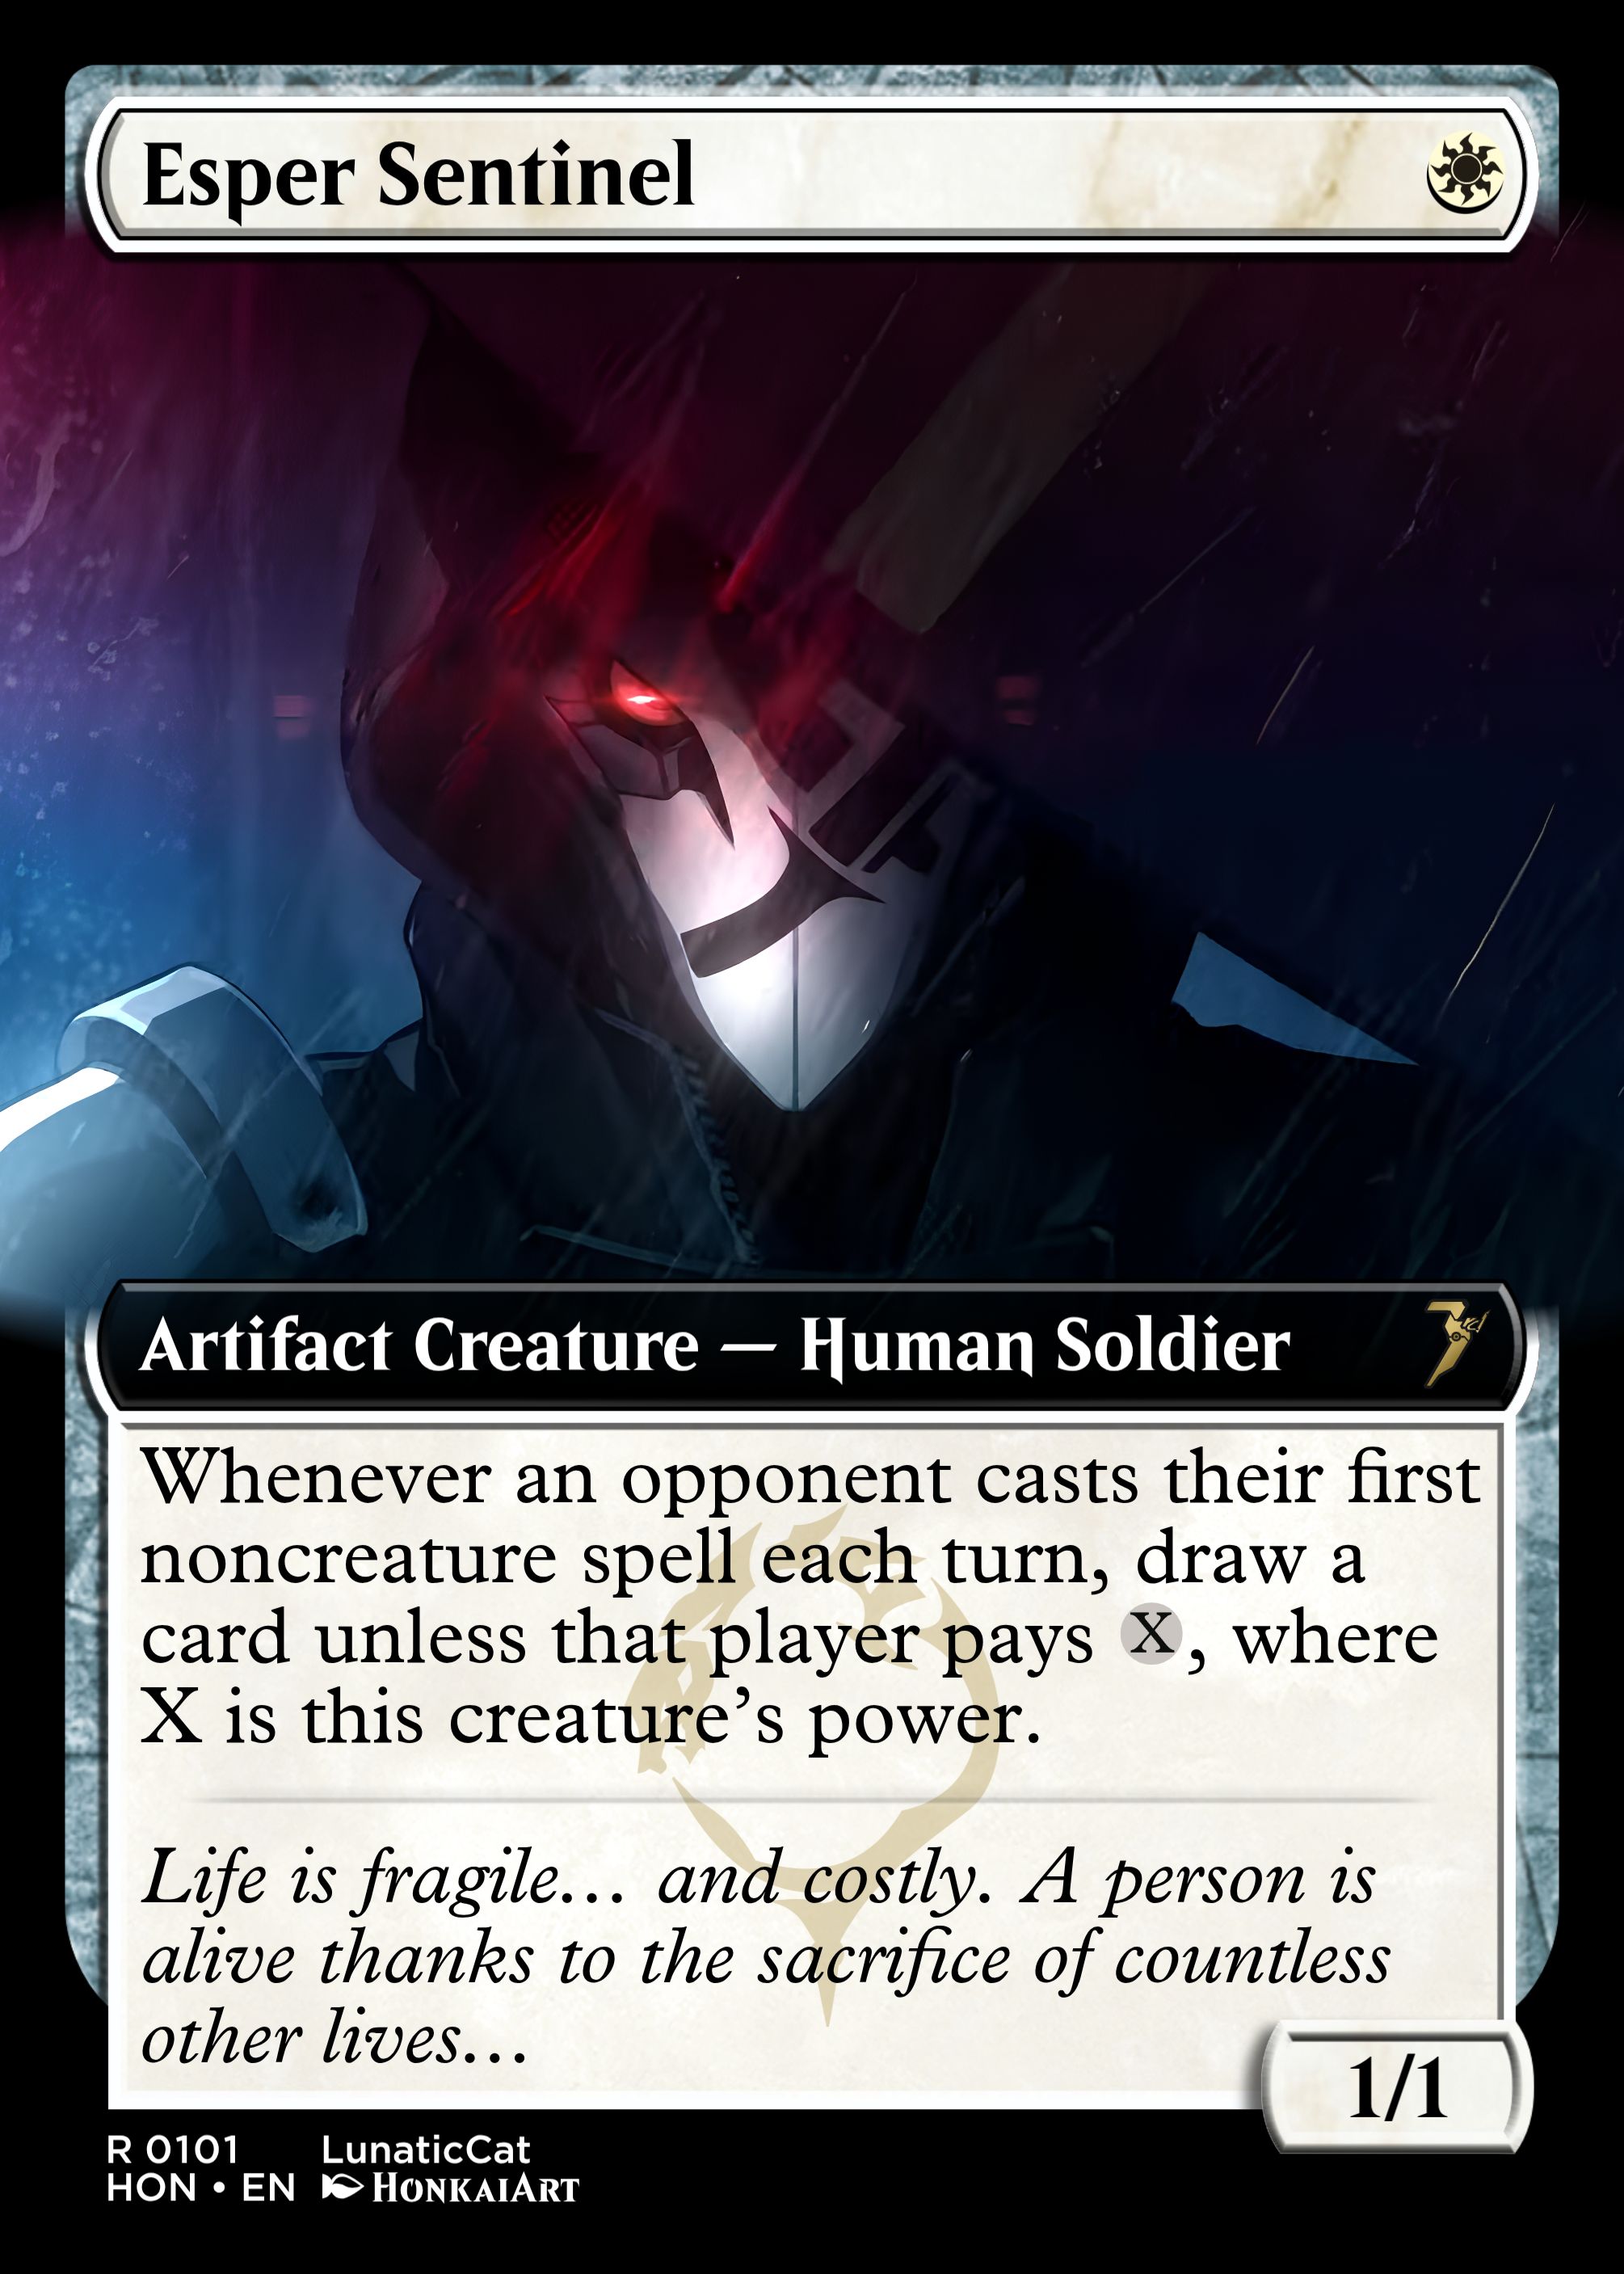 Esper Sentinel
Artifact Creature — Human Soldier
Whenever an opponent casts their first
noncreature spell each turn, draw a
card unless that player pays X, where
X is this creature’s power.
Life is fragile… and costly. A person is
alive thanks to the sacrifice of countless
other lives…
1/1
R 0101 LunaticCat
HON • EN HonkaiArt